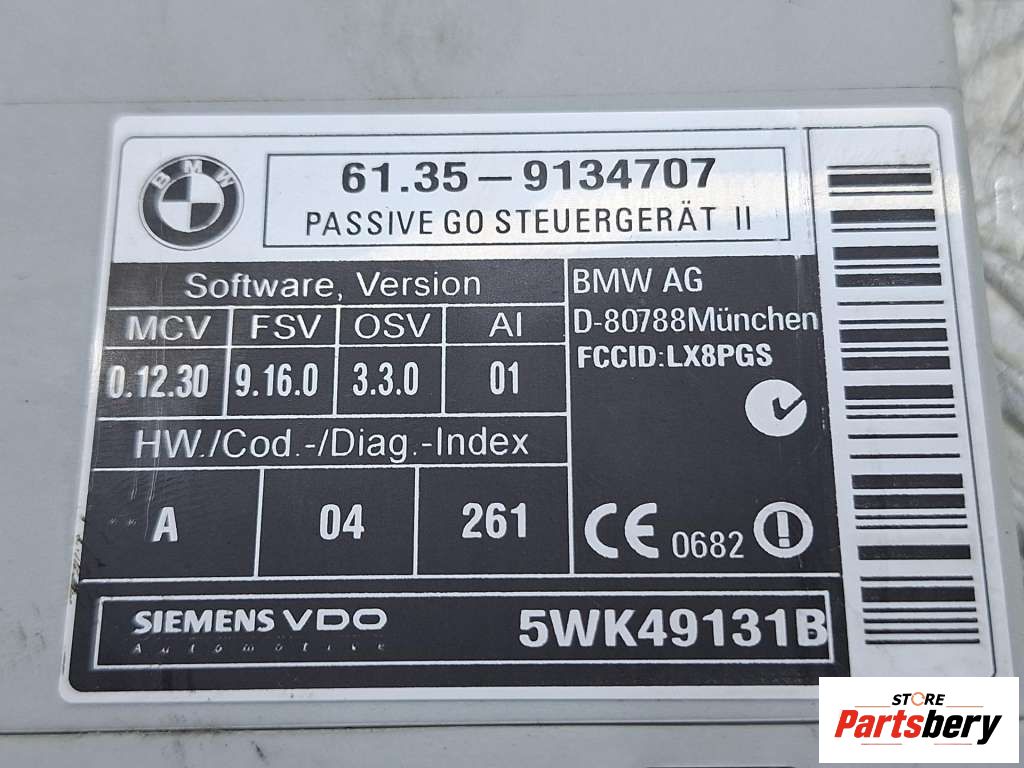 BMW
61.35-9134707
PASSIVE GO STEUERGERÄT II
Software, Version
MCV FSV OSV AI
0.12.30 9.16.0 3.3.0 01
HW./Cod.-/Diag.-Index
A 04 261
BMW AG
D-80788München
FCCID:LX8PGS
CE 0682
SIEMENS VDO
Automotive
5WK49131B
STORE
Partsbery